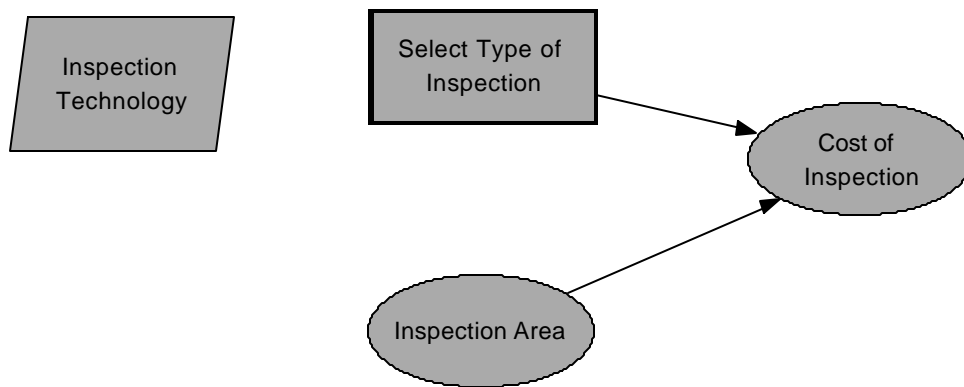 Inspection
Technology
Select Type of
Inspection
Cost of
Inspection
Inspection Area